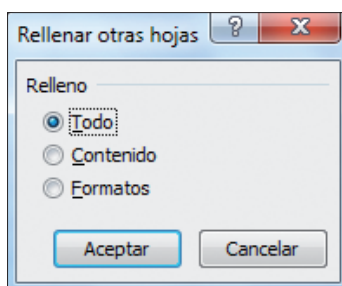 Rellenar otras hojas
Relleno
Todo
Contenido
Formatos
Aceptar Cancelar